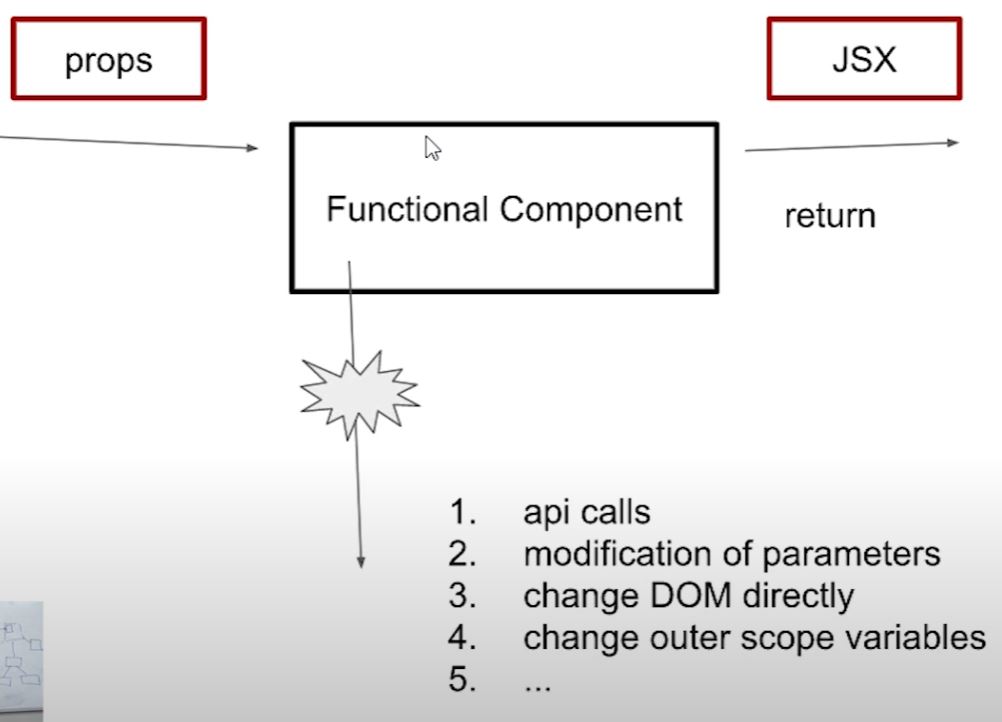 props
JSX
Functional Component
return
1. api calls
2. modification of parameters
3. change DOM directly
4. change outer scope variables
5. ...